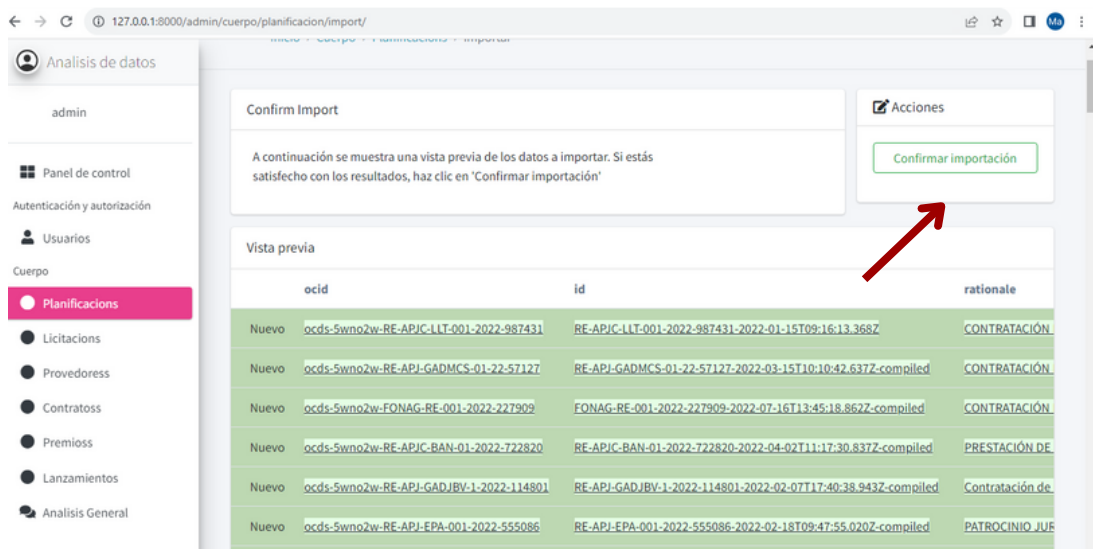 127.0.0.1:8000/admin/cuerpo/planificacion/import/
Ma
Inicio > Cuerpo > Planificacions > Importar
Analisis de datos
admin
Panel de control
Autenticación y autorización
Usuarios
Cuerpo
Planificacions
Licitacions
Provedoress
Contratoss
Premioss
Lanzamientos
Analisis General
Confirm Import
A continuación se muestra una vista previa de los datos a importar. Si estás
satisfecho con los resultados, haz clic en 'Confirmar importación'
Acciones
Confirmar importación
Vista previa
ocid id rationale
Nuevo ocds-5wno2w-RE-APJC-LLT-001-2022-987431 RE-APJC-LLT-001-2022-987431-2022-01-15T09:16:13.368Z CONTRATACIÓN
Nuevo ocds-5wno2w-RE-APJ-GADMCS-01-22-57127 RE-APJ-GADMCS-01-22-57127-2022-03-15T10:10:42.637Z-compiled CONTRATACIÓN
Nuevo ocds-5wno2w-FONAG-RE-001-2022-227909 FONAG-RE-001-2022-227909-2022-07-16T13:45:18.862Z-compiled CONTRATACIÓN
Nuevo ocds-5wno2w-RE-APJC-BAN-01-2022-722820 RE-APJC-BAN-01-2022-722820-2022-04-02T11:17:30.837Z-compiled PRESTACIÓN DE
Nuevo ocds-5wno2w-RE-APJ-GADJBV-1-2022-114801 RE-APJ-GADJBV-1-2022-114801-2022-02-07T17:40:38.943Z-compiled Contratación de
Nuevo ocds-5wno2w-RE-APJ-EPA-001-2022-555086 RE-APJ-EPA-001-2022-555086-2022-02-18T09:47:55.020Z-compiled PATROCINIO JUR